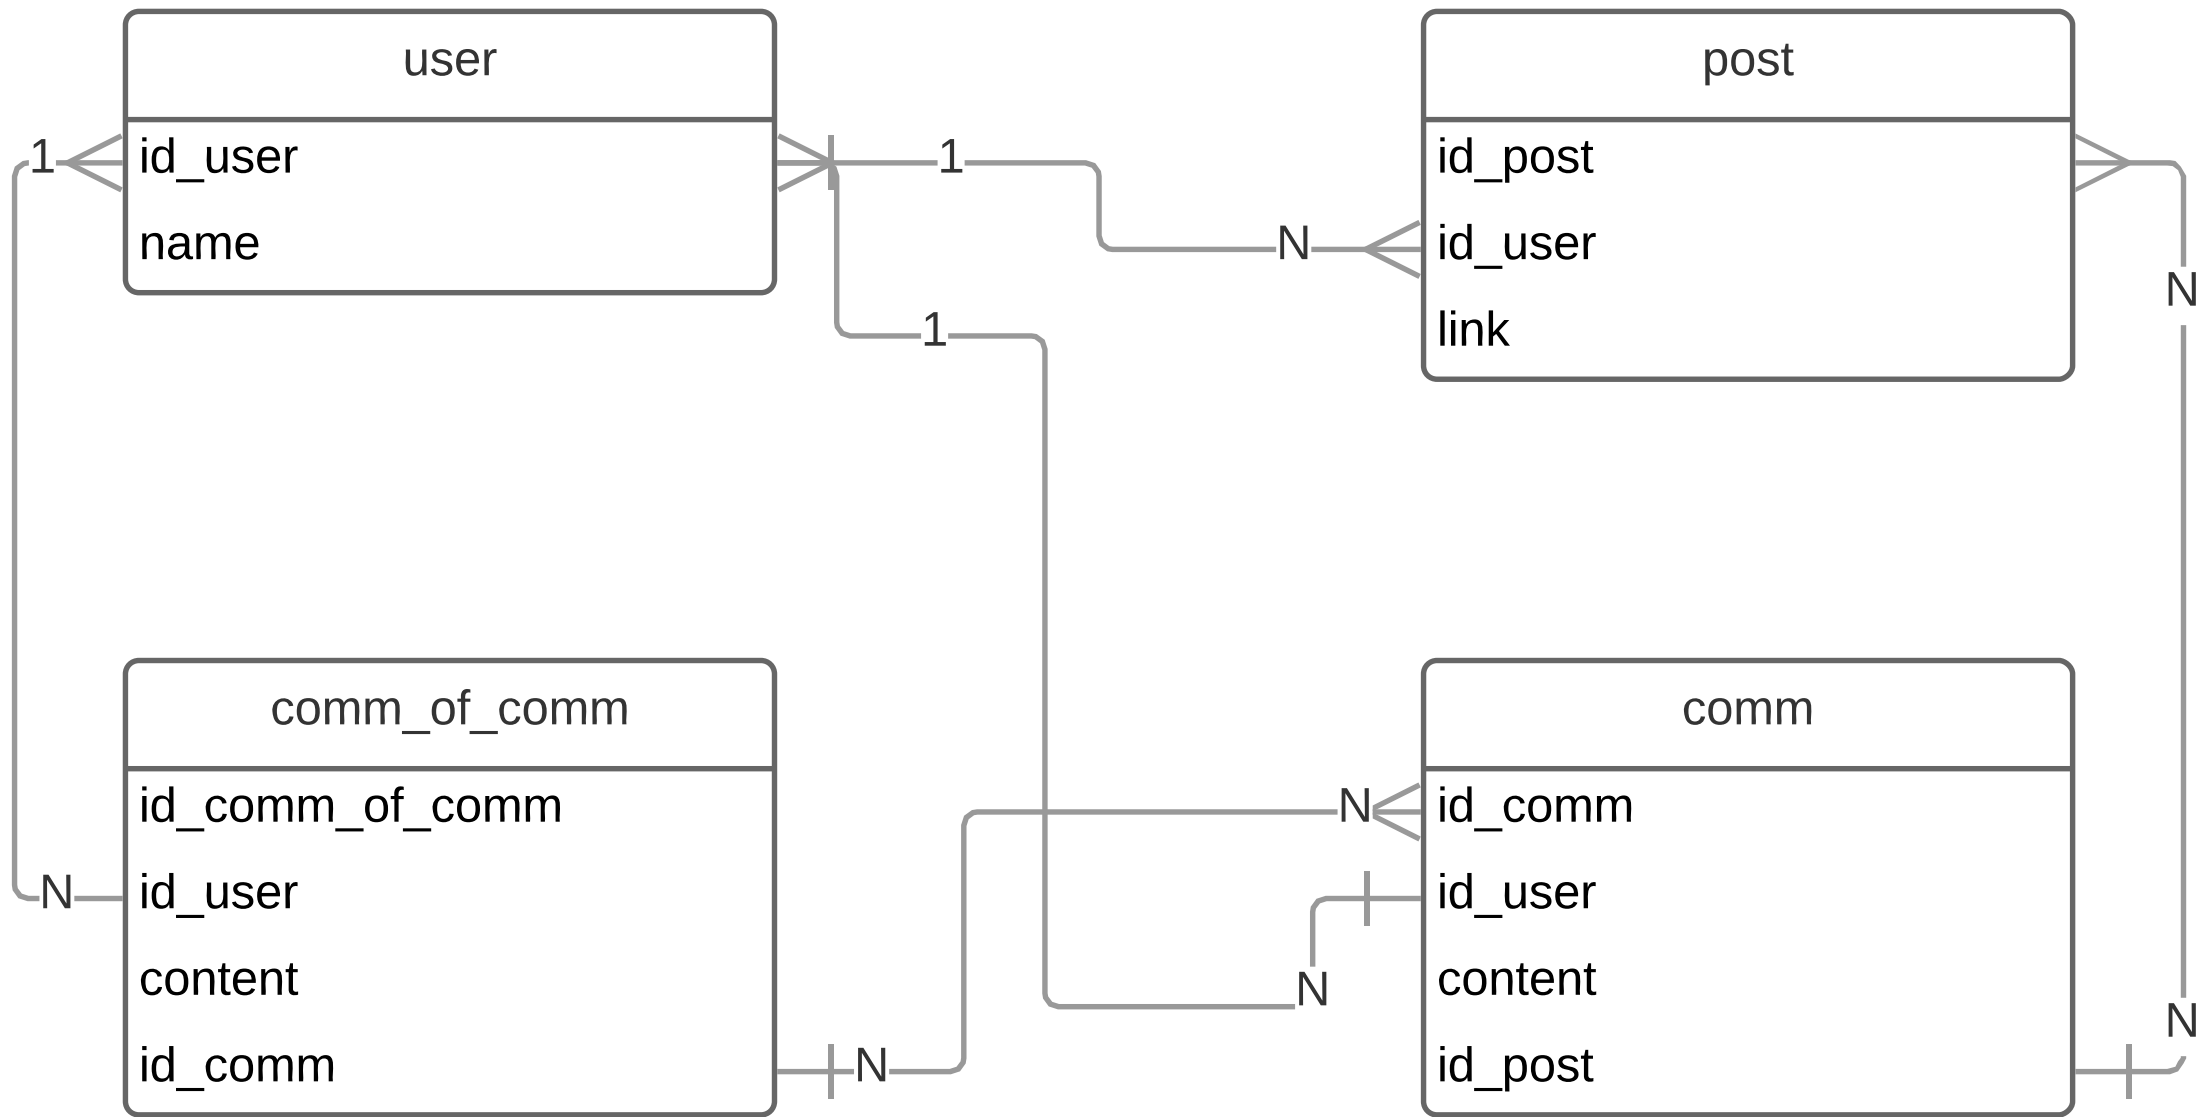 user
1
id_user
name
1
N
1
post
id_post
id_user
link
N
comm_of_comm
id_comm_of_comm
id_user
content
id_comm
N
N
N
N
comm
id_comm
id_user
content
id_post
N